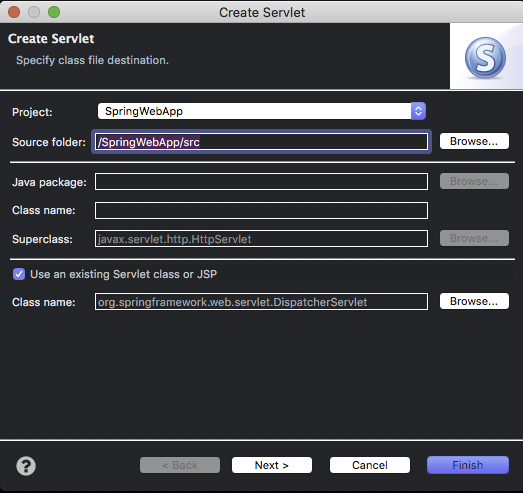 Create Servlet
Create Servlet
Specify class file destination.
S
Project: SpringWebApp
Source folder: /SpringWebApp/src Browse...
Java package: Browse...
Class name:
Superclass: javax.servlet.http.HttpServlet Browse...
Use an existing Servlet class or JSP
Class name: org.springframework.web.servlet.DispatcherServlet Browse...
? < Back Next > Cancel Finish